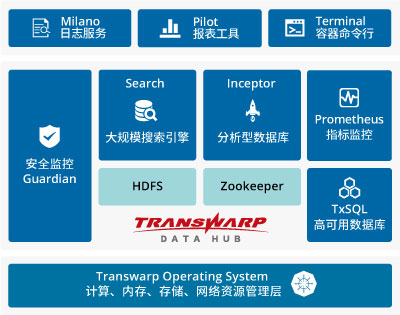 Milano
日志服务
Pilot
报表工具
Terminal
容器命令行
安全监控
Guardian
Search
大规模搜索引擎
Inceptor
分析型数据库
Prometheus
指标监控
HDFS
Zookeeper
TxSQL
高可用数据库
TRANSWARP
DATA HUB
Transwarp Operating System
计算、内存、存储、网络资源管理层